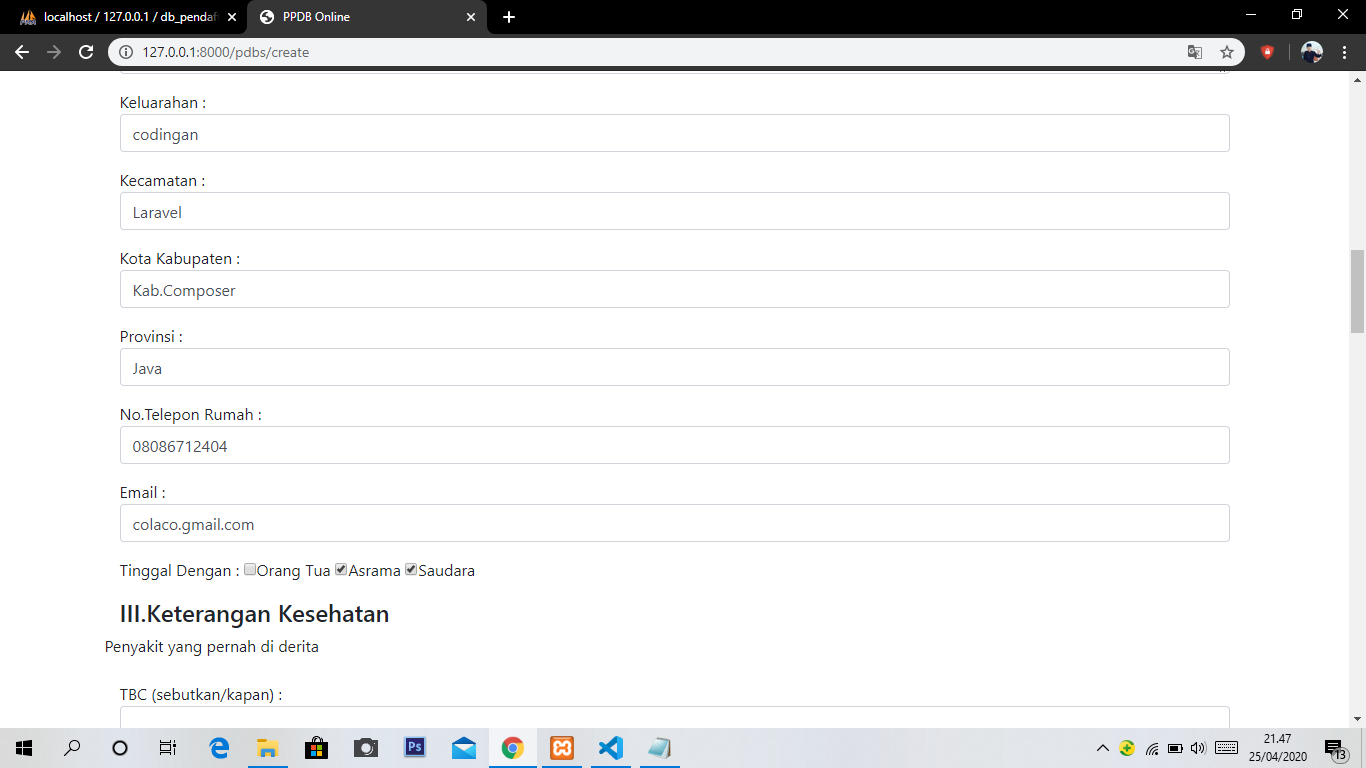 localhost / 127.0.0.1 / db_pendaf
PPDB Online
127.0.0.1:8000/pdbs/create
Keluarahan :
codingan
Kecamatan :
Laravel
Kota Kabupaten :
Kab.Composer
Provinsi :
Java
No.Telepon Rumah :
08086712404
Email :
colaco.gmail.com
Tinggal Dengan : Orang Tua Asrama Saudara
III.Keterangan Kesehatan
Penyakit yang pernah di derita
TBC (sebutkan/kapan) :
Ps
21.47
25/04/2020
13